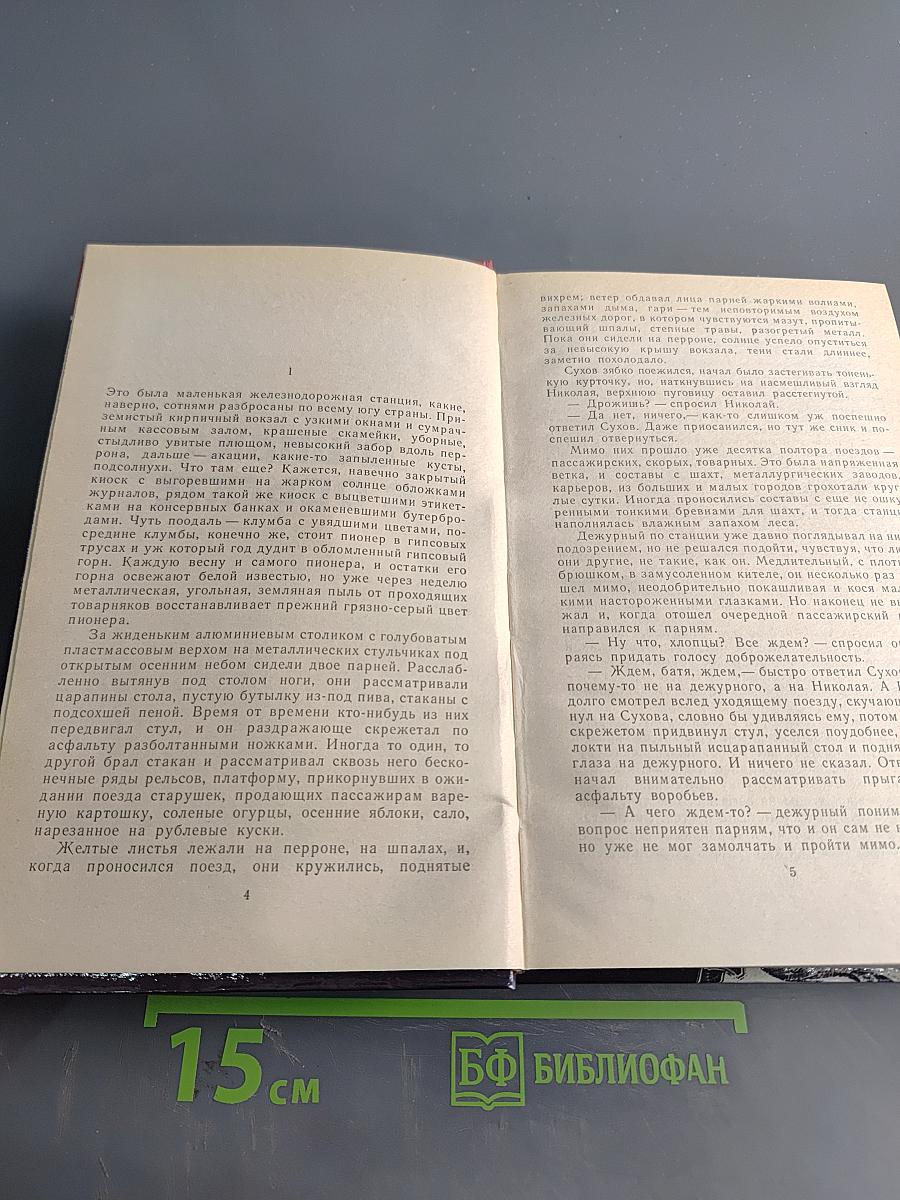 1
Это была маленькая железнодорожная станция, какие,
наверно, сотнями разбросаны по всему югу страны. При-
земистый кирпичный вокзал с узкими окнами и сумрач-
ным кассовым залом, крашеные скамейки, уборные,
стыдливо увитые плющом, невысокий забор вдоль пер-
рона, дальше — акации, какие-то запыленные кусты,
подсолнухи. Что там еще? Кажется, навечно закрытый
киоск с выгоревшими на жарком солнце обложками
журналов, рядом такой же киоск с выцветшими этикет-
ками на консервных банках и окаменевшими бутербро-
дами. Чуть поодаль — клумба с увядшими цветами, по-
средине клумбы, конечно же, стоит пионер в гипсовых
трусах и уж который год дудит в обломленный гипсовый
горн. Каждую весну и самого пионера, и остатки его
горна освежают белой известью, но уже через неделю
металлическая, угольная, земляная пыль от проходящих
товарняков восстанавливает прежний грязно-серый цвет
пионера.
За жиденьким алюминиевым столиком с голубоватым
пластмассовым верхом на металлических стульчиках под
открытым осенним небом сидели двое парней. Расслаб-
ленно вытянув под столом ноги, они рассматривали
царапины стола, пустую бутылку из-под пива, стаканы с
подсохшей пеной. Время от времени кто-нибудь из них
передвигал стул, и он раздражающе скрежетал по
асфальту разболтанными ножками. Иногда то один, то
другой брал стакан и рассматривал сквозь него беско-
нечные ряды рельсов, платформу, прикорнувших в ожи-
дании поезда старушек, продающих пассажирам варе-
ную картошку, соленые огурцы, осенние яблоки, сало,
нарезанное на рублевые куски.
Желтые листья лежали на перроне, на шпалах, и,
когда проносился поезд, они кружились, поднятые
4
вихрем; ветер обдавал лица парней жаркими волнами,
запахами дыма, гари — тем неповторимым воздухом
железных дорог, в котором чувствуются мазут, пропиты-
вающий шпалы, степные травы, разогретый металл.
Пока они сидели на перроне, солнце успело опуститься
за невысокую крышу вокзала, тени стали длиннее,
заметно похолодало.
Сухов зябко поежился, начал было застегивать тонень-
кую курточку, но, наткнувшись на насмешливый взгляд
Николая, верхнюю пуговицу оставил расстегнутой.
— Дрожишь? — спросил Николай.
— Да нет, ничего,— как-то слишком уж поспешно
ответил Сухов. Даже приосанился, но тут же сник и по-
спешил отвернуться.
Мимо них прошло уже десятка полтора поездов —
пассажирских, скорых, товарных. Это была напряженная
ветка, и составы с шахт, металлургических заводов,
карьеров, из больших и малых городов грохотали круг
лые сутки. Иногда проносились составы с еще не ошку
ренными тонкими бревнами для шахт, и тогда станц
наполнялась влажным запахом леса.
Дежурный по станции уже давно поглядывал на ни
подозрением, но не решался подойти, чувствуя, что лю
они другие, не такие, как он. Медлительный, с плот
брюшком, в замусоленном кителе, он несколько раз
шел мимо, неодобрительно покашливая и кося мал
кими настороженными глазками. Но наконец не вы
жал и, когда отошел очередной пассажирский
направился к парням.
— Ну что, хлопцы? Все ждем? — спросил о
раясь придать голосу доброжелательность.
— Ждем, батя, ждем,— быстро ответил Сухо
почему-то не на дежурного, а на Николая. А
долго смотрел вслед уходящему поезду, скучаю
нул на Сухова, словно бы удивляясь ему, потом
скрежетом придвинул стул, уселся поудобнее,
локти на пыльный исцарапанный стол и подня
глаза на дежурного. И ничего не сказал. Отв
начал внимательно рассматривать прыга
асфальту воробьев.
— А чего ждем-то? — дежурный поним
вопрос неприятен парням, что и он сам не
но уже не мог замолчать и пройти мимо.
5
15 см
БФ БИБЛИОФАН